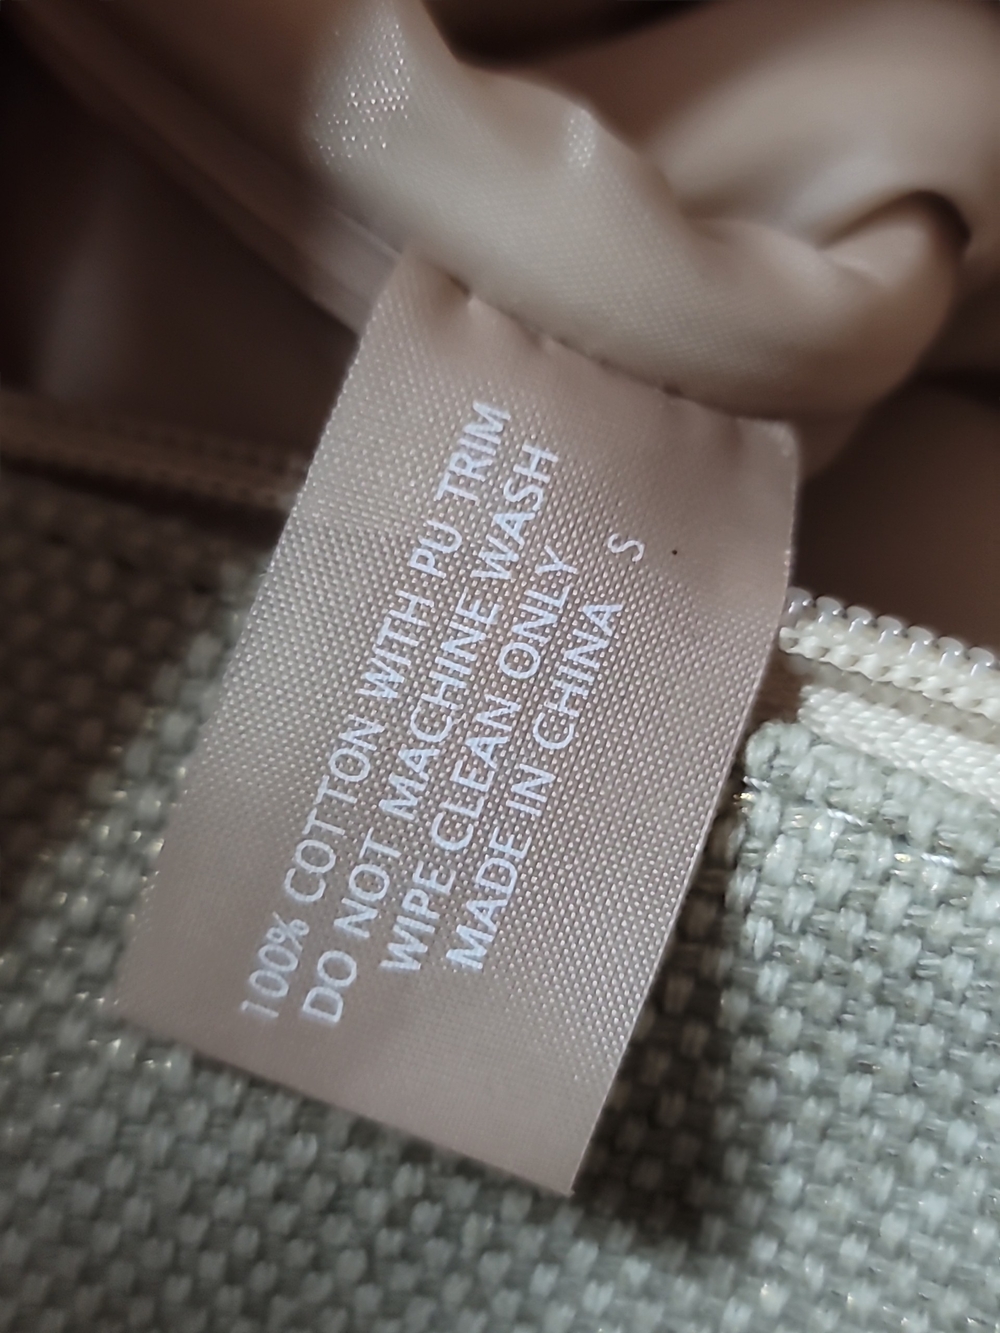 100% COTTON WITH PU TRIM
DO NOT MACHINE WASH
WIPE CLEAN ONLY
MADE IN CHINA S